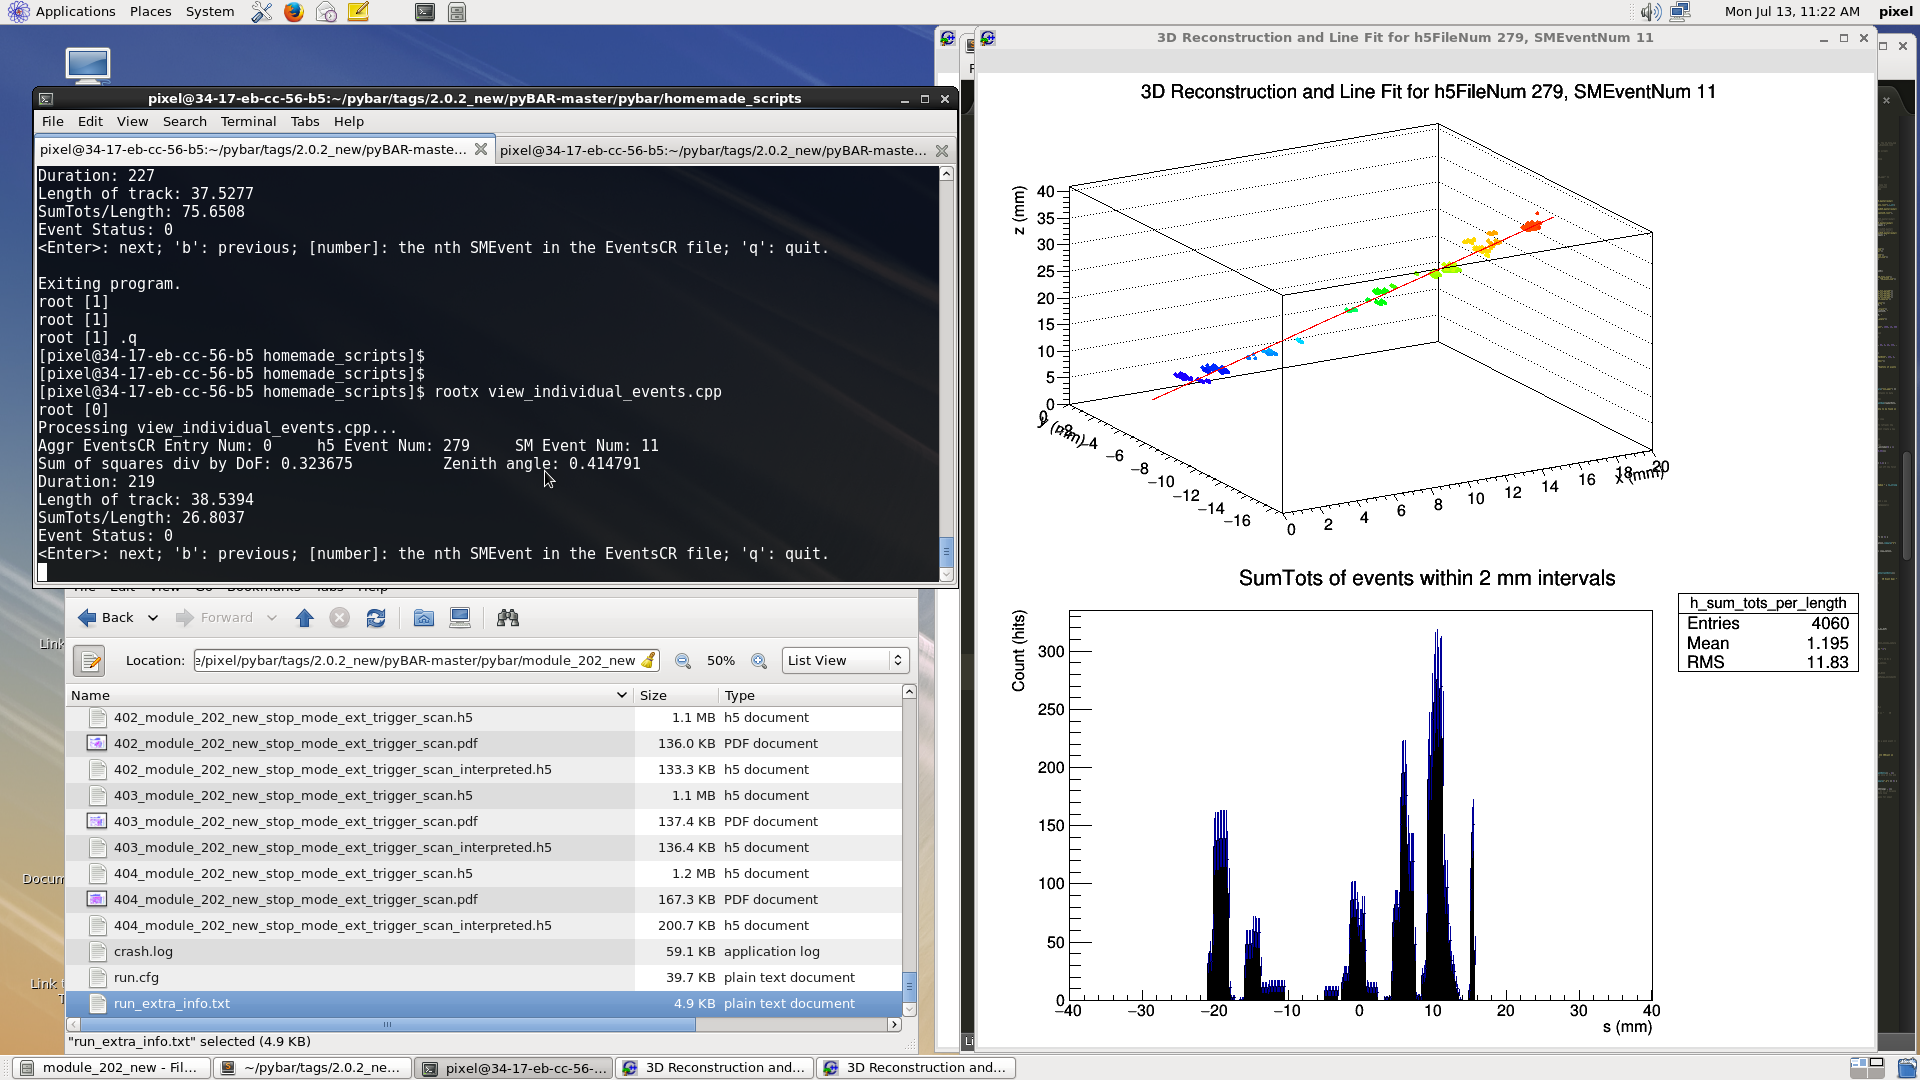 Applications Places System Mon Jul 13, 11:22 AM pixel
pixel@34-17-eb-cc-56-b5:~/pybar/tags/2.0.2_new/pyBAR-master/pybar/homemade_scripts
File Edit View Search Terminal Tabs Help
pixel@34-17-eb-cc-56-b5:~/pybar/tags/2.0.2_new/pyBAR-maste... pixel@34-17-eb-cc-56-b5:~/pybar/tags/2.0.2_new/pyBAR-maste...
Duration: 227
Length of track: 37.5277
SumTots/Length: 75.6508
Event Status: 0
<Enter>: next; 'b': previous; [number]: the nth SMEvent in the EventsCR file; 'q': quit.
Exiting program.
root [1]
root [1]
root [1] .q
[pixel@34-17-eb-cc-56-b5 homemade_scripts]$
[pixel@34-17-eb-cc-56-b5 homemade_scripts]$
[pixel@34-17-eb-cc-56-b5 homemade_scripts]$ rootx view_individual_events.cpp
root [0]
Processing view_individual_events.cpp...
Aggr EventsCR Entry Num: 0 h5 Event Num: 279 SM Event Num: 11
Sum of squares div by DoF: 0.323675 Zenith angle: 0.414791
Duration: 219
Length of track: 38.5394
SumTots/Length: 26.8037
Event Status: 0
<Enter>: next; 'b': previous; [number]: the nth SMEvent in the EventsCR file; 'q': quit.
Back Forward
Location: e/pixel/pybar/tags/2.0.2_new/pyBAR-master/pybar/module_202_new 50% List View
Name Size Type
402_module_202_new_stop_mode_ext_trigger_scan.h5 1.1 MB h5 document
402_module_202_new_stop_mode_ext_trigger_scan.pdf 136.0 KB PDF document
402_module_202_new_stop_mode_ext_trigger_scan_interpreted.h5 133.3 KB h5 document
403_module_202_new_stop_mode_ext_trigger_scan.h5 1.1 MB h5 document
403_module_202_new_stop_mode_ext_trigger_scan.pdf 137.4 KB PDF document
403_module_202_new_stop_mode_ext_trigger_scan_interpreted.h5 136.4 KB h5 document
404_module_202_new_stop_mode_ext_trigger_scan.h5 1.2 MB h5 document
404_module_202_new_stop_mode_ext_trigger_scan.pdf 167.3 KB PDF document
404_module_202_new_stop_mode_ext_trigger_scan_interpreted.h5 200.7 KB h5 document
crash.log 59.1 KB application log
run.cfg 39.7 KB plain text document
run_extra_info.txt 4.9 KB plain text document
"run_extra_info.txt" selected (4.9 KB)
Link
Docum
Link t
3D Reconstruction and Line Fit for h5FileNum 279, SMEventNum 11
3D Reconstruction and Line Fit for h5FileNum 279, SMEventNum 11
z (mm)
40
35
30
25
20
15
10
5
0
y (mm)
0 −2 −4 −6 −8 −10 −12 −14 −16
0 2 4 6 8 10 12 14 16 18 20
x (mm)
SumTots of events within 2 mm intervals
h_sum_tots_per_length
Entries 4060
Mean 1.195
RMS 11.83
Count (hits)
300
250
200
150
100
50
0
−40 −30 −20 −10 0 10 20 30 40
s (mm)
module_202_new - Fil... ~/pybar/tags/2.0.2_ne... pixel@34-17-eb-cc-56-... 3D Reconstruction and... 3D Reconstruction and...